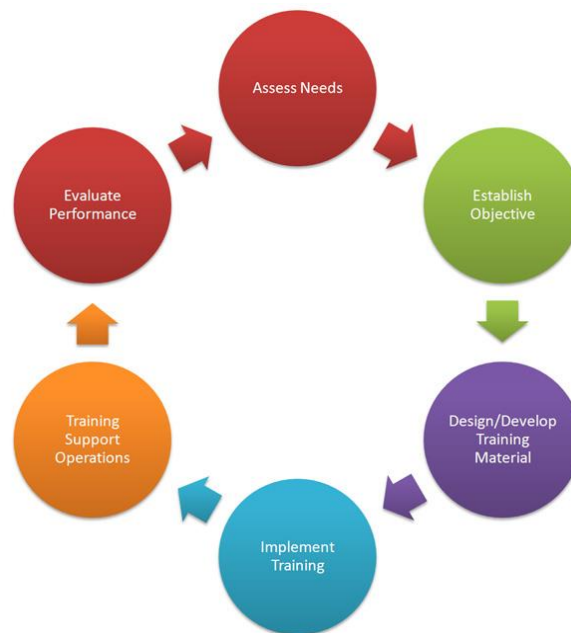 Assess Needs
Establish
Objective
Design/Develop
Training
Material
Implement
Training
Training
Support
Operations
Evaluate
Performance